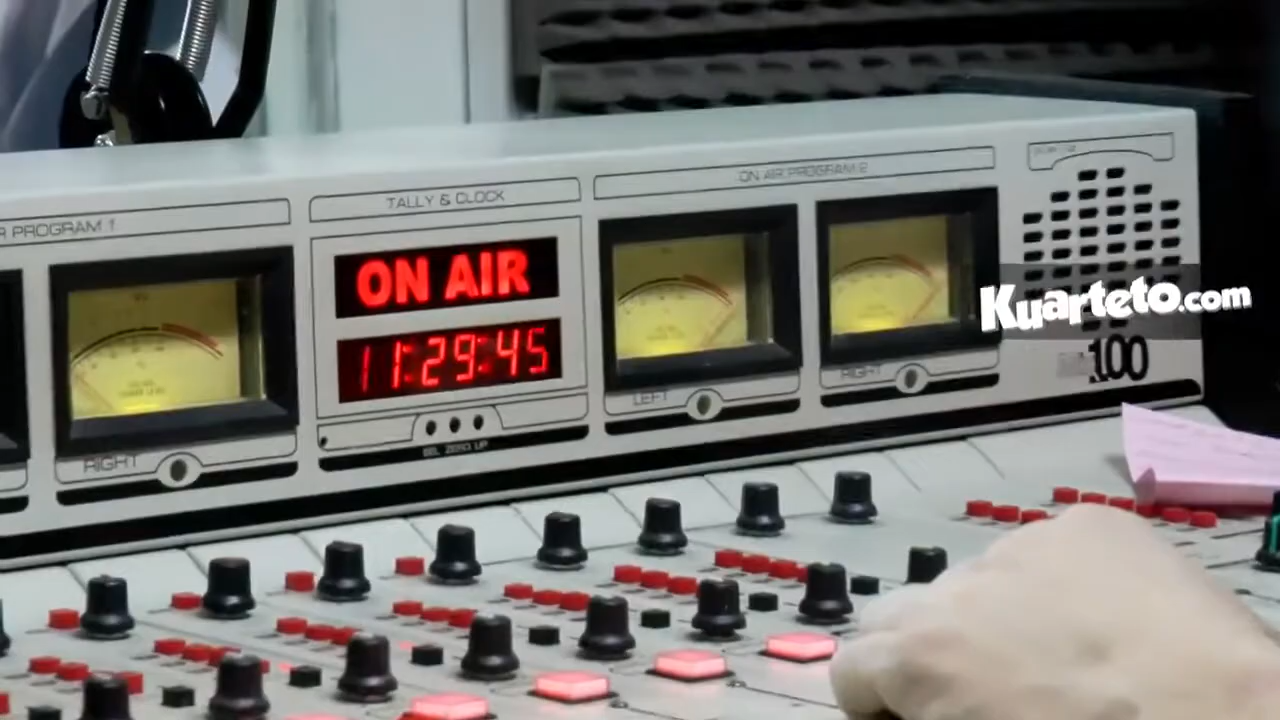 R PROGRAM 1
TALLY & CLOCK
ON AIR PROGRAM 2
ON AIR
11:29:45
Kuarteto.com
100
RIGHT
LEFT
RIGHT